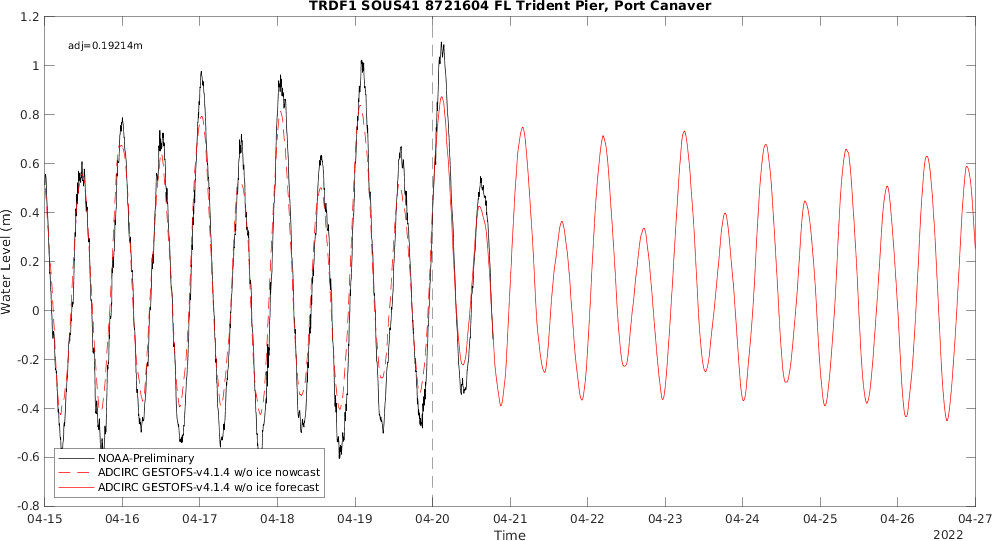 TRDF1 SOUS41 8721604 FL Trident Pier, Port Canaver
adj=0.19214m
1.2
1
0.8
0.6
0.4
0.2
0
-0.2
-0.4
-0.6
-0.8
Water Level (m)
NOAA-Preliminary
ADCIRC GESTOFS-v4.1.4 w/o ice nowcast
ADCIRC GESTOFS-v4.1.4 w/o ice forecast
04-15 04-16 04-17 04-18 04-19 04-20 04-21 04-22 04-23 04-24 04-25 04-26 04-27
Time
2022